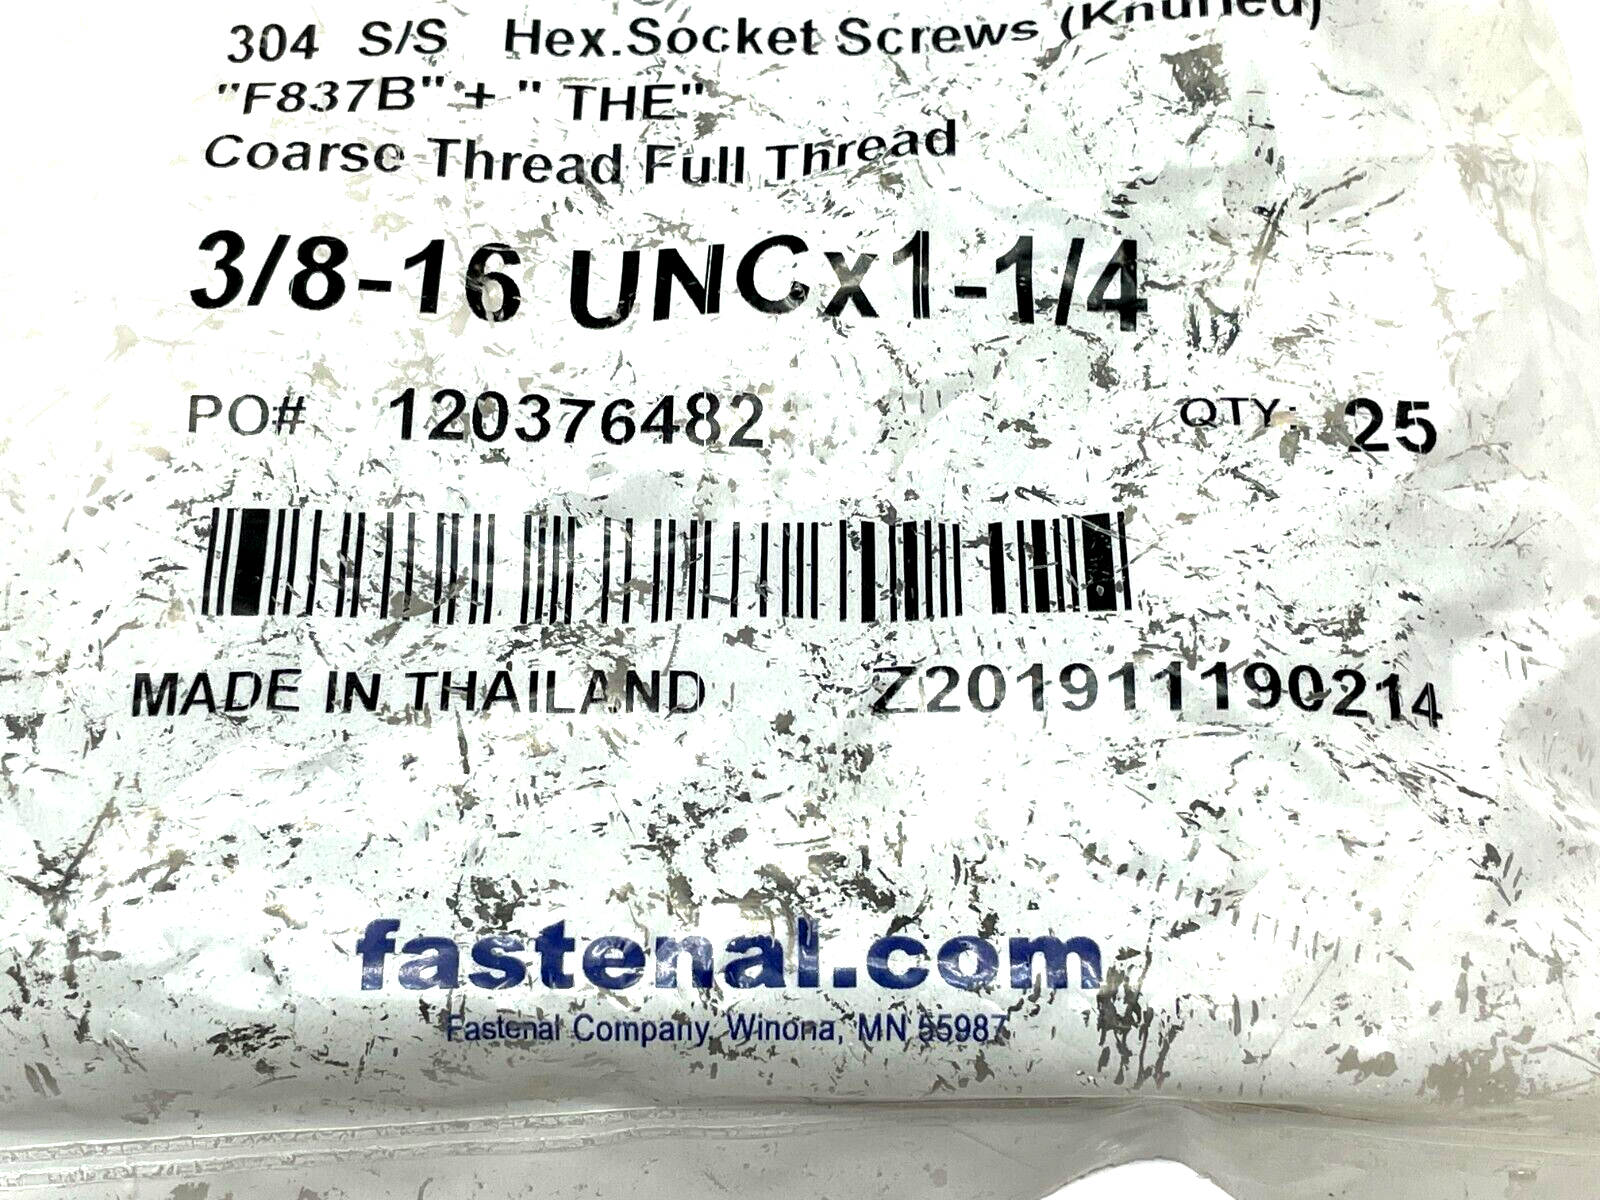 304 S/S Hex.Socket Screws (Knurled)
"F837B" + " THE"
Coarse Thread Full Thread
3/8-16 UNCx1-1/4
PO# 120376482 QTY: 25
MADE IN THAILAND Z201911190214
fastenal.com
Fastenal Company, Winona, MN 55987